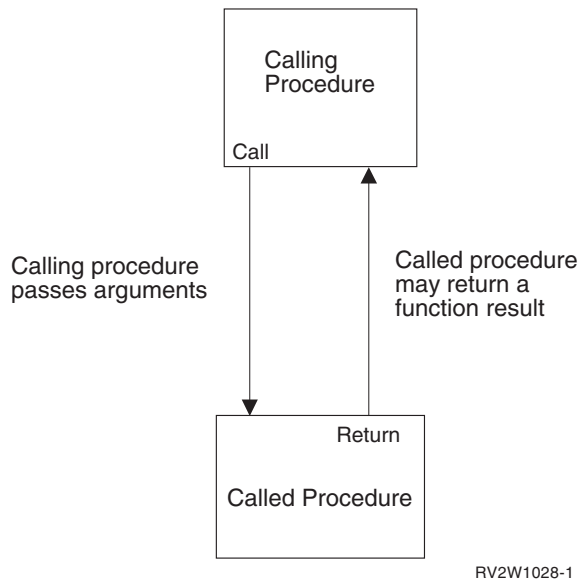 Calling
Procedure
Call
Calling procedure
passes arguments
Called procedure
may return a
function result
Return
Called Procedure
RV2W1028-1